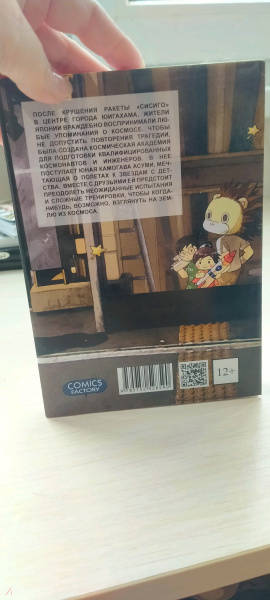 ПОСЛЕ КРУШЕНИЯ РАКЕТЫ «СИСИГО»
В ЦЕНТРЕ ГОРОДА ЮИГАХАМА, ЖИТЕЛИ
ЯПОНИИ ВРАЖДЕБНО ВОСПРИНИМАЛИ ЛЮ-
БЫЕ УПОМИНАНИЯ О КОСМОСЕ. ЧТОБЫ
НЕ ДОПУСТИТЬ ПОВТОРЕНИЯ ТРАГЕДИИ,
БЫЛА СОЗДАНА КОСМИЧЕСКАЯ АКАДЕМИЯ
ДЛЯ ПОДГОТОВКИ КВАЛИФИЦИРОВАННЫХ
КОСМОНАВТОВ И ИНЖЕНЕРОВ. В НЕЕ
ПОСТУПАЕТ ЮНАЯ КАМОГАВА АСУМИ, МЕЧ-
ТАЮЩАЯ О ПОЛЕТАХ К ЗВЕЗДАМ С ДЕТ-
СТВА. ВМЕСТЕ С ДРУЗЬЯМИ ЕЙ ПРЕДСТОИТ
ПРЕОДОЛЕТЬ НЕОЖИДАННЫЕ ИСПЫТАНИЯ
И СЛОЖНЫЕ ТРЕНИРОВКИ, ЧТОБЫ КОГДА-
НИБУДЬ, ВОЗМОЖНО, ВЗГЛЯНУТЬ НА ЗЕМ-
ЛЮ ИЗ КОСМОСА.
COMICS
FACTORY
12+